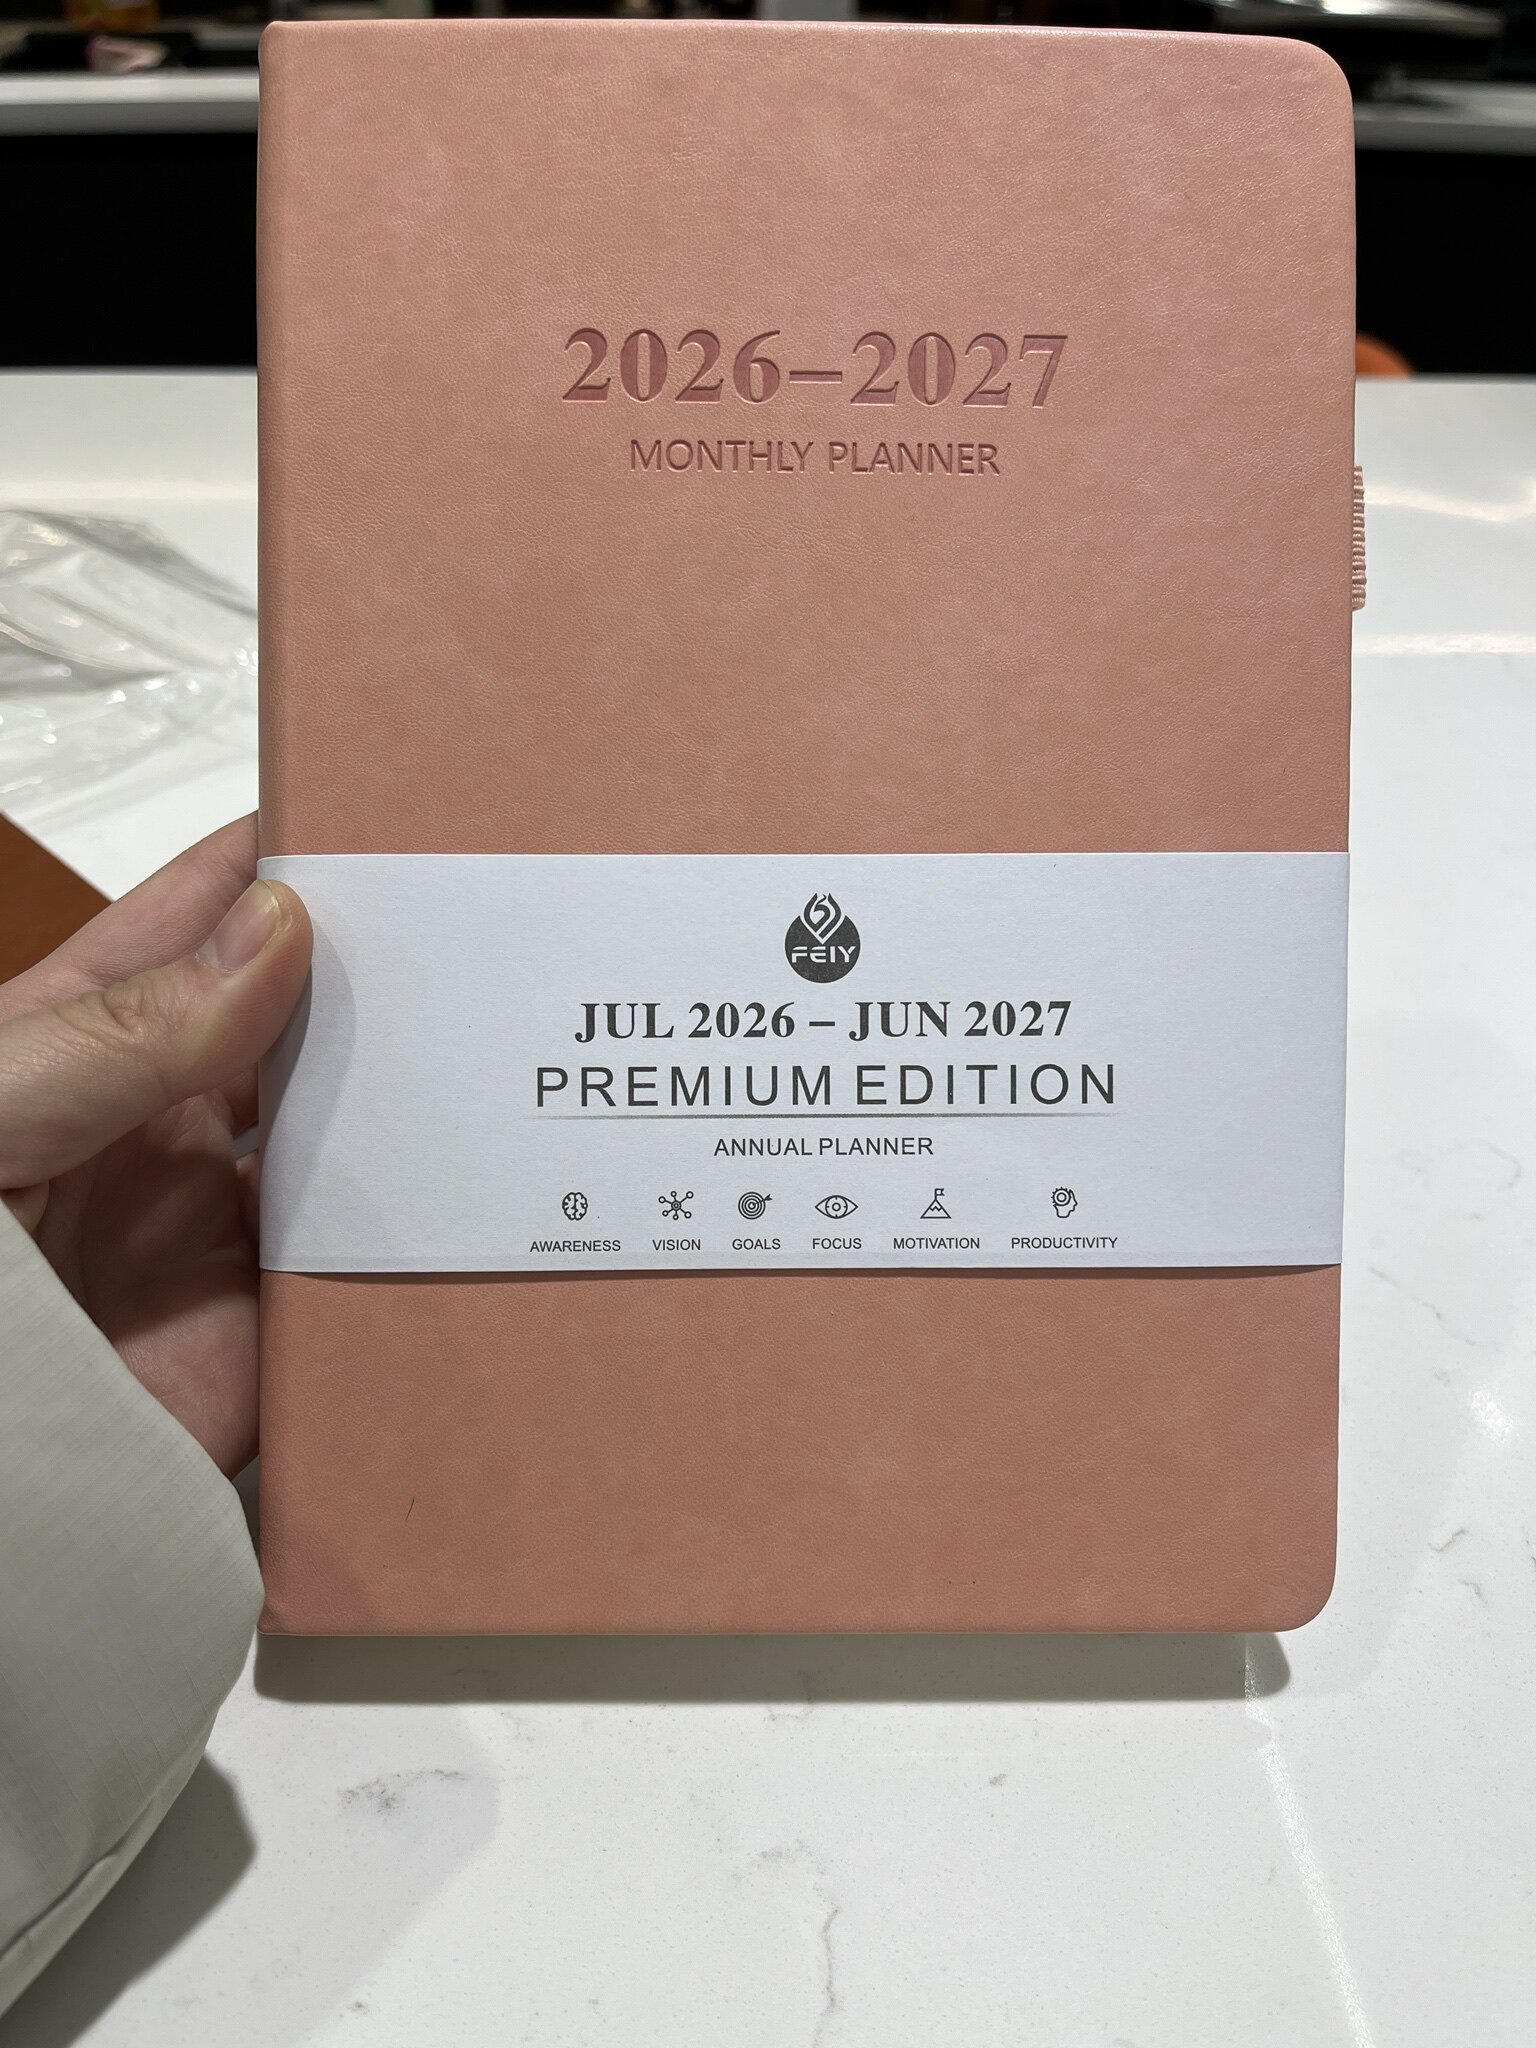 2026–2027
MONTHLY PLANNER
FEIY
JUL 2026 – JUN 2027
PREMIUM EDITION
ANNUAL PLANNER
AWARENESS VISION GOALS FOCUS MOTIVATION PRODUCTIVITY